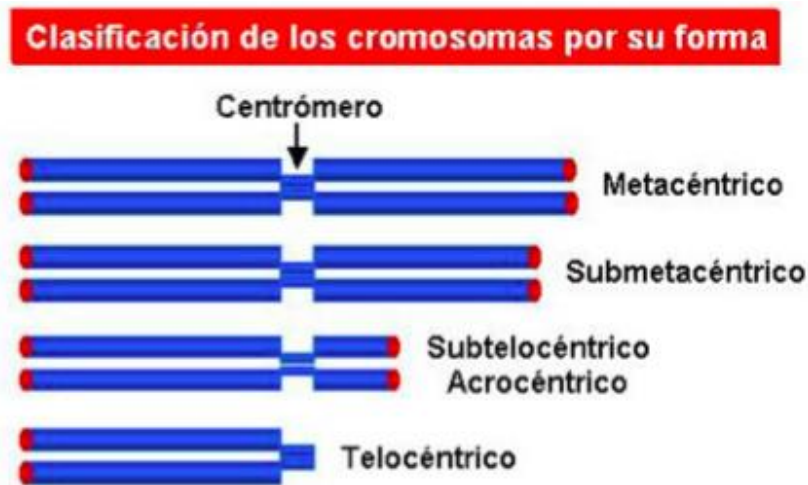 Clasificación de los cromosomas por su forma
Centrómero
Metacéntrico
Submetacéntrico
Subtelocéntrico
Acrocéntrico
Telocéntrico